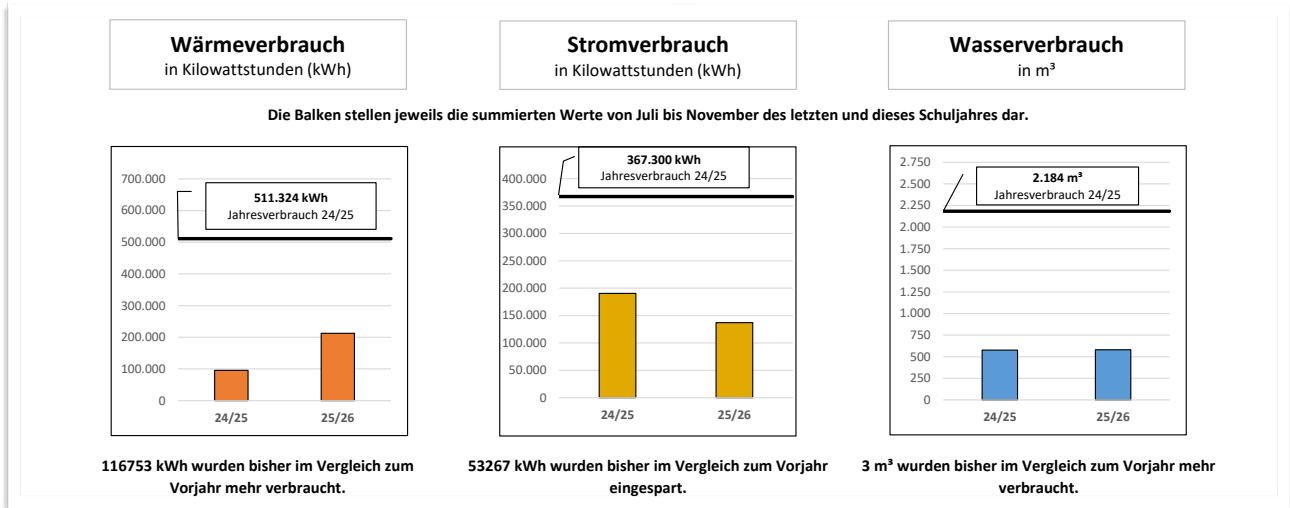 Wärmeverbrauch
in Kilowattstunden (kWh)
Stromverbrauch
in Kilowattstunden (kWh)
Wasserverbrauch
in m³
Die Balken stellen jeweils die summierten Werte von Juli bis November des letzten und dieses Schuljahres dar.
700.000
600.000
500.000
400.000
300.000
200.000
100.000
0
511.324 kWh
Jahresverbrauch 24/25
24/25
25/26
116753 kWh wurden bisher im Vergleich zum
Vorjahr mehr verbraucht.
400.000
350.000
300.000
250.000
200.000
150.000
100.000
50.000
0
367.300 kWh
Jahresverbrauch 24/25
24/25
25/26
53267 kWh wurden bisher im Vergleich zum Vorjahr
eingespart.
2.750
2.500
2.250
2.000
1.750
1.500
1.250
1.000
750
500
250
0
2.184 m³
Jahresverbrauch 24/25
24/25
25/26
3 m³ wurden bisher im Vergleich zum Vorjahr mehr
verbraucht.